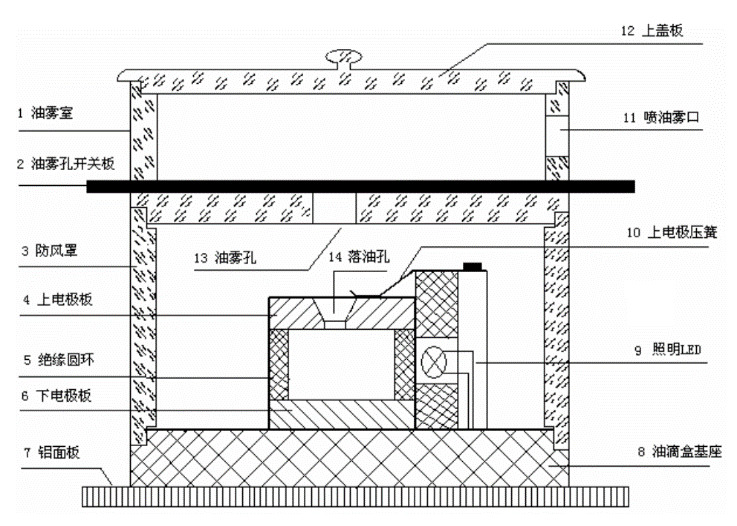 12 上盖板
1 油雾室
11 喷油雾口
2 油雾孔开关板
3 防风罩
13 油雾孔
14 落油孔
10 上电极压簧
4 上电极板
5 绝缘圆环
9 照明LED
6 下电极板
7 铝面板
8 油滴盒基座